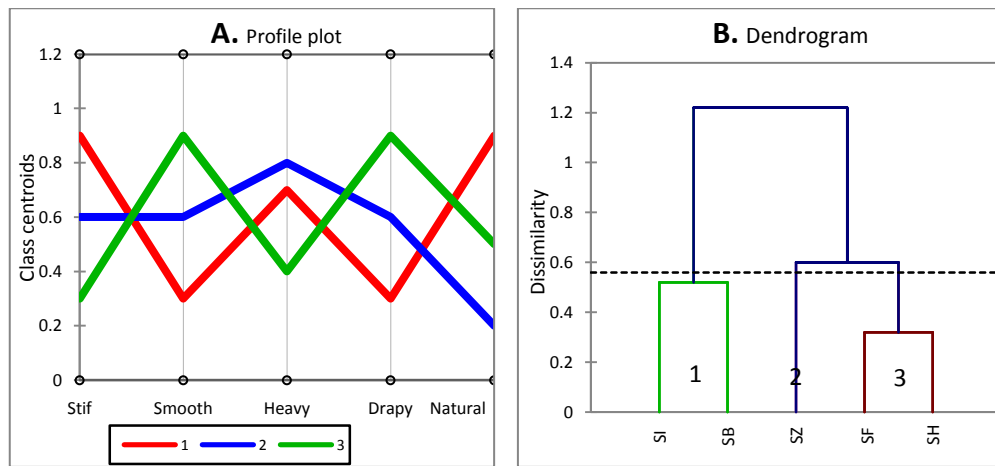 A. Profile plot
Class centroids
1.2
1
0.8
0.6
0.4
0.2
0
Stif
Smooth
Heavy
Drapy
Natural
1
2
3
B. Dendrogram
Dissimilarity
1.4
1.2
1
0.8
0.6
0.4
0.2
0
1
2
3
SI
SB
SZ
SF
SH